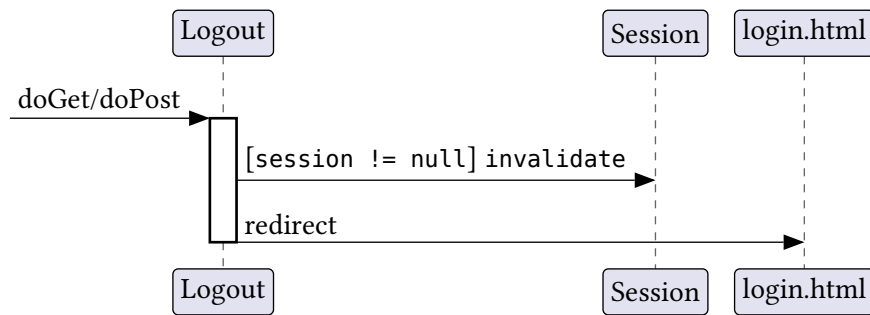 Logout Session login.html
doGet/doPost
[session != null] invalidate
redirect
Logout Session login.html